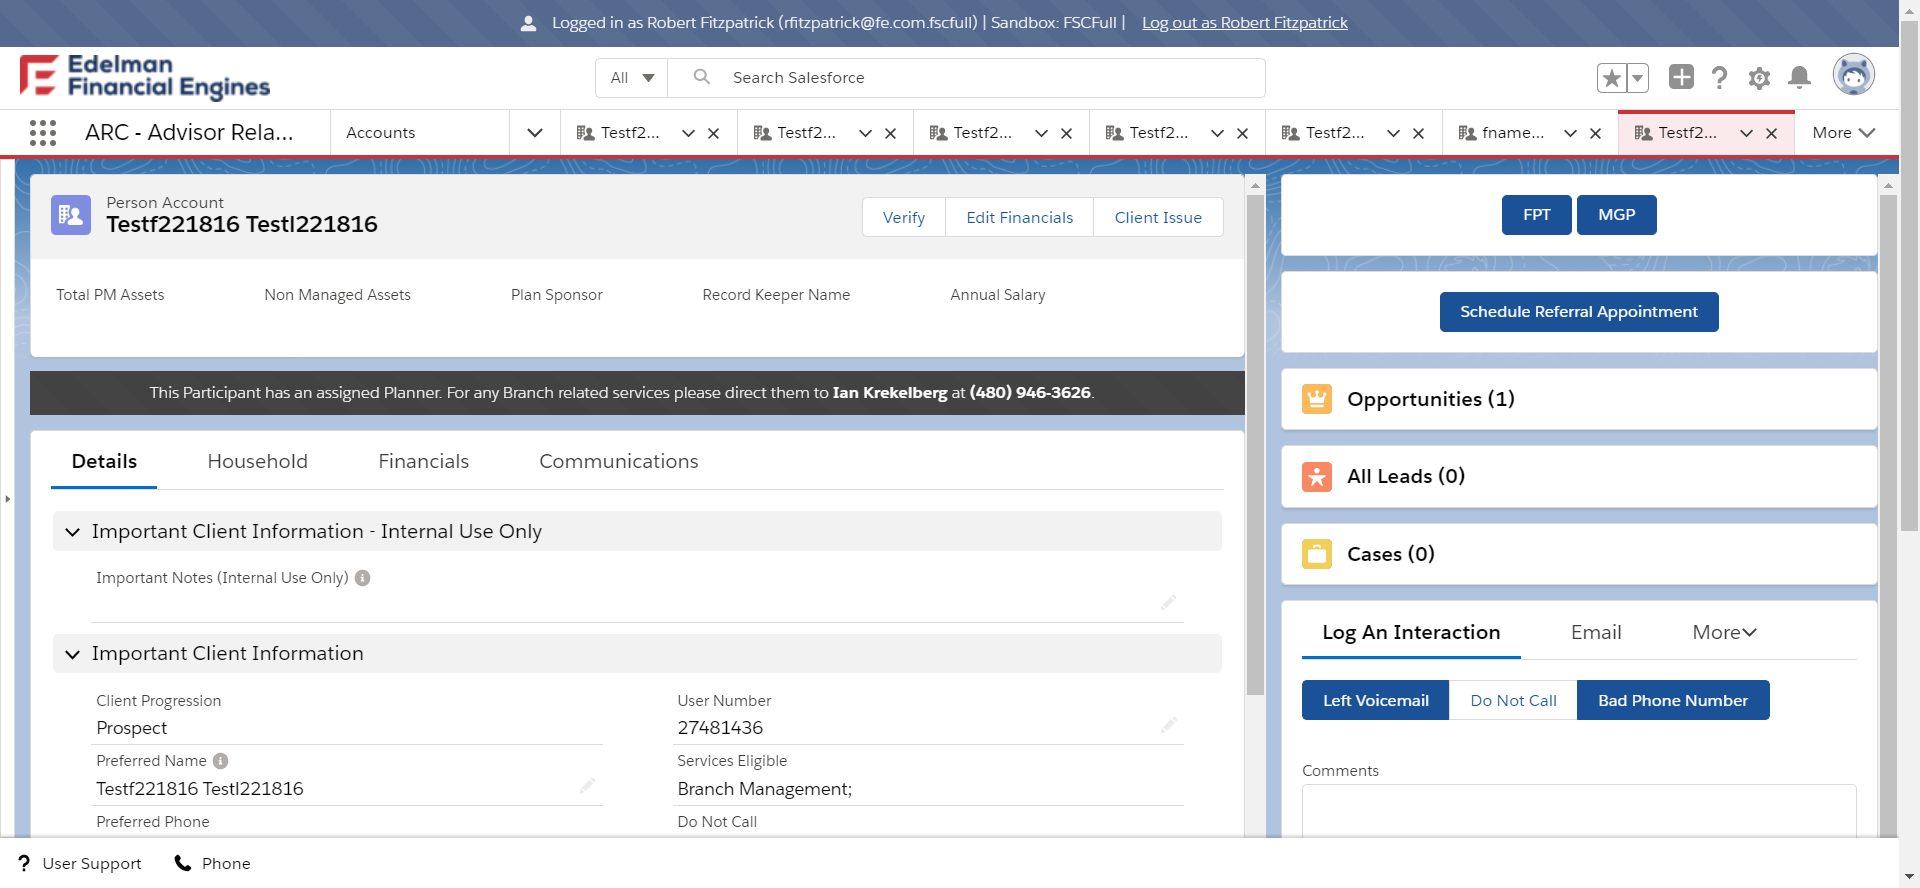 Logged in as Robert Fitzpatrick (rfitzpatrick@fe.com.fscfull) | Sandbox: FSCFull | Log out as Robert Fitzpatrick
Edelman
Financial Engines
All
Search Salesforce
ARC - Advisor Rela...
Accounts
Testf2...
Testf2...
Testf2...
Testf2...
Testf2...
fname...
Testf2...
More
Person Account
Testf221816 Testl221816
Verify
Edit Financials
Client Issue
Total PM Assets
Non Managed Assets
Plan Sponsor
Record Keeper Name
Annual Salary
This Participant has an assigned Planner. For any Branch related services please direct them to Ian Krekelberg at (480) 946-3626.
Details
Household
Financials
Communications
Important Client Information - Internal Use Only
Important Notes (Internal Use Only)
Important Client Information
Client Progression
Prospect
User Number
27481436
Preferred Name
Testf221816 Testl221816
Services Eligible
Branch Management;
Preferred Phone
Do Not Call
FPT
MGP
Schedule Referral Appointment
Opportunities (1)
All Leads (0)
Cases (0)
Log An Interaction
Email
More
Left Voicemail
Do Not Call
Bad Phone Number
Comments
User Support
Phone